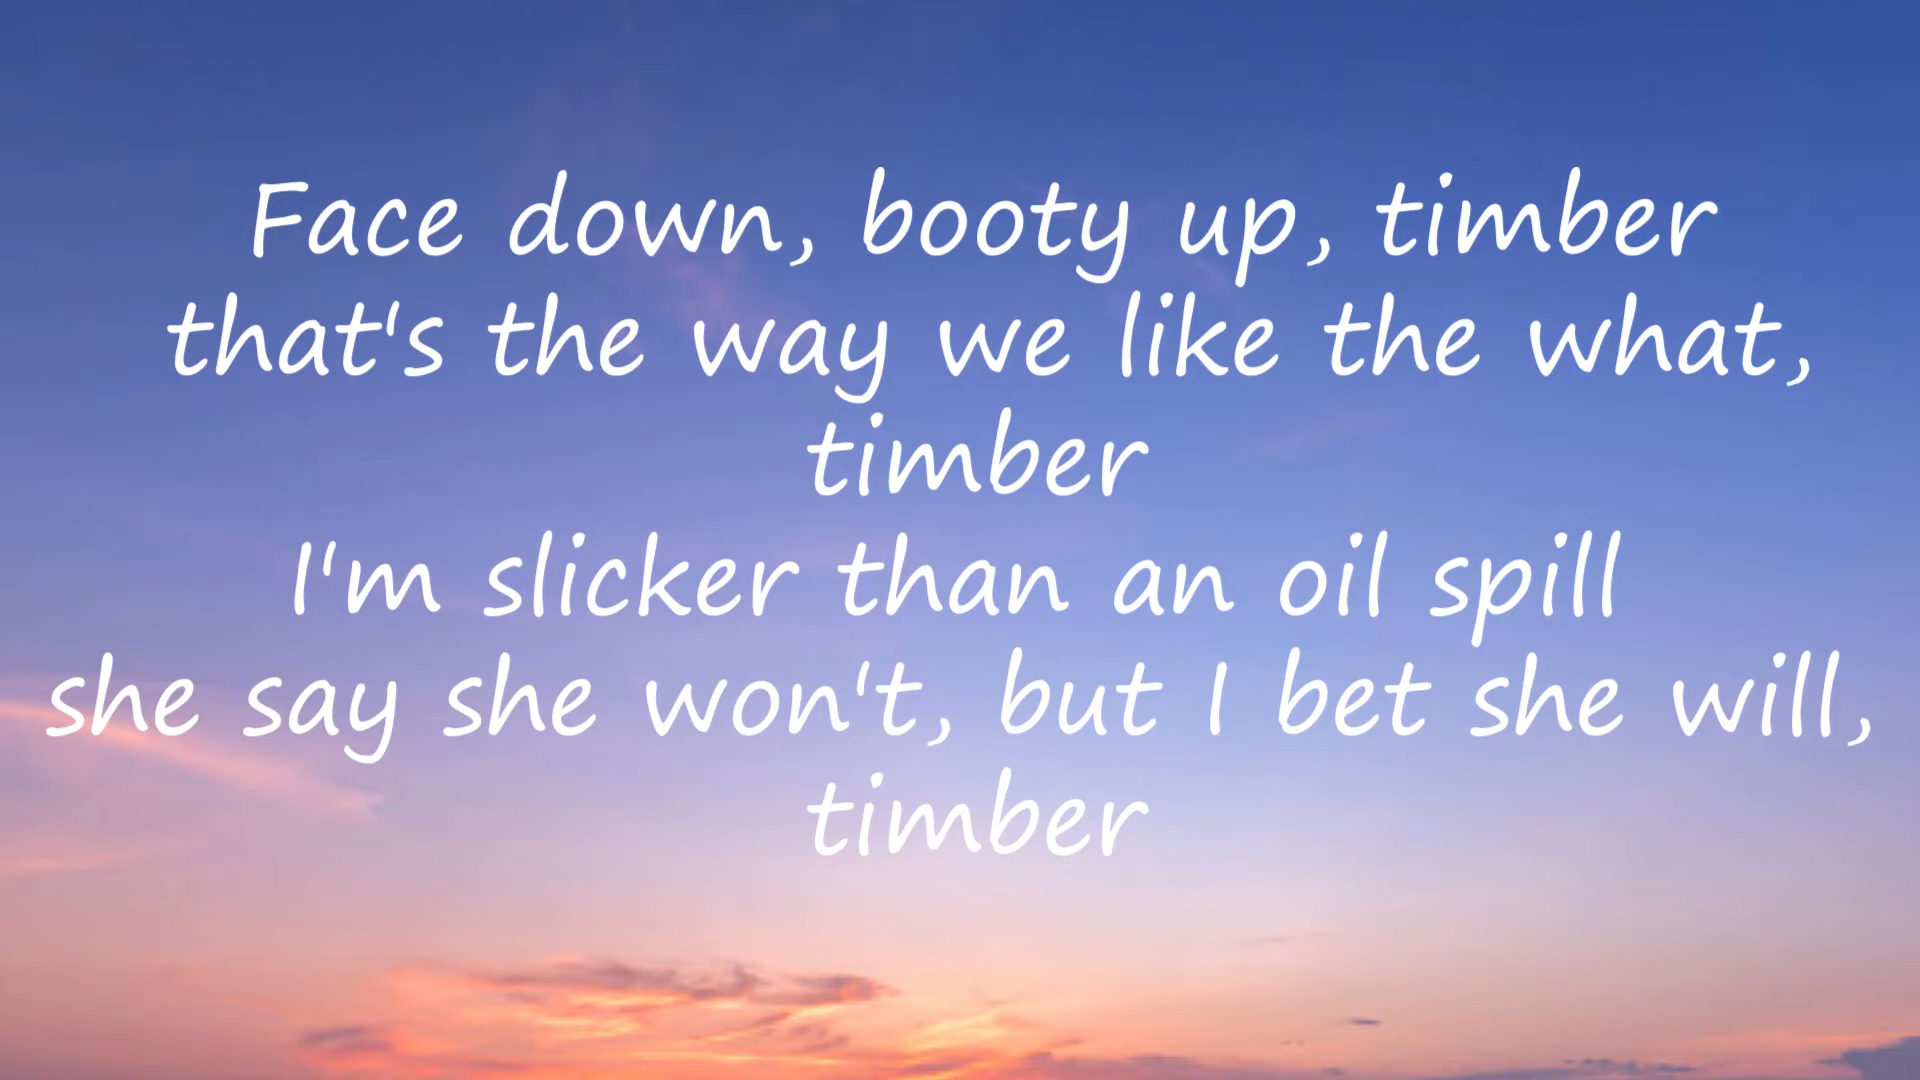 Face down, booty up, timber
that's the way we like the what,
timber
I'm slicker than an oil spill
she say she won't, but I bet she will,
timber